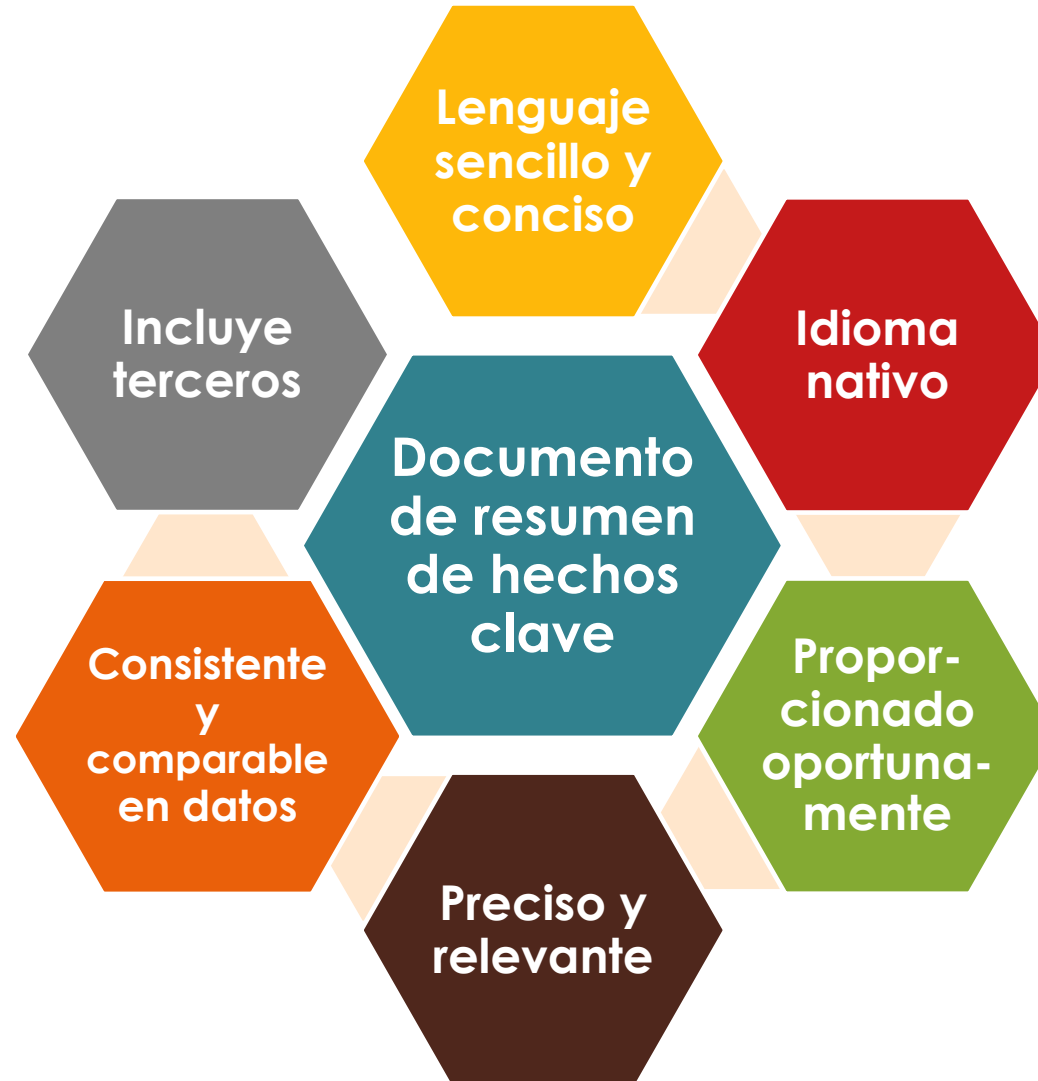 Lenguaje
sencillo y
conciso
Idioma
nativo
Incluye
terceros
Documento
de resumen
de hechos
clave
Propor-
cionado
oportuna-
mente
Consistente
y
comparable
en datos
Preciso y
relevante